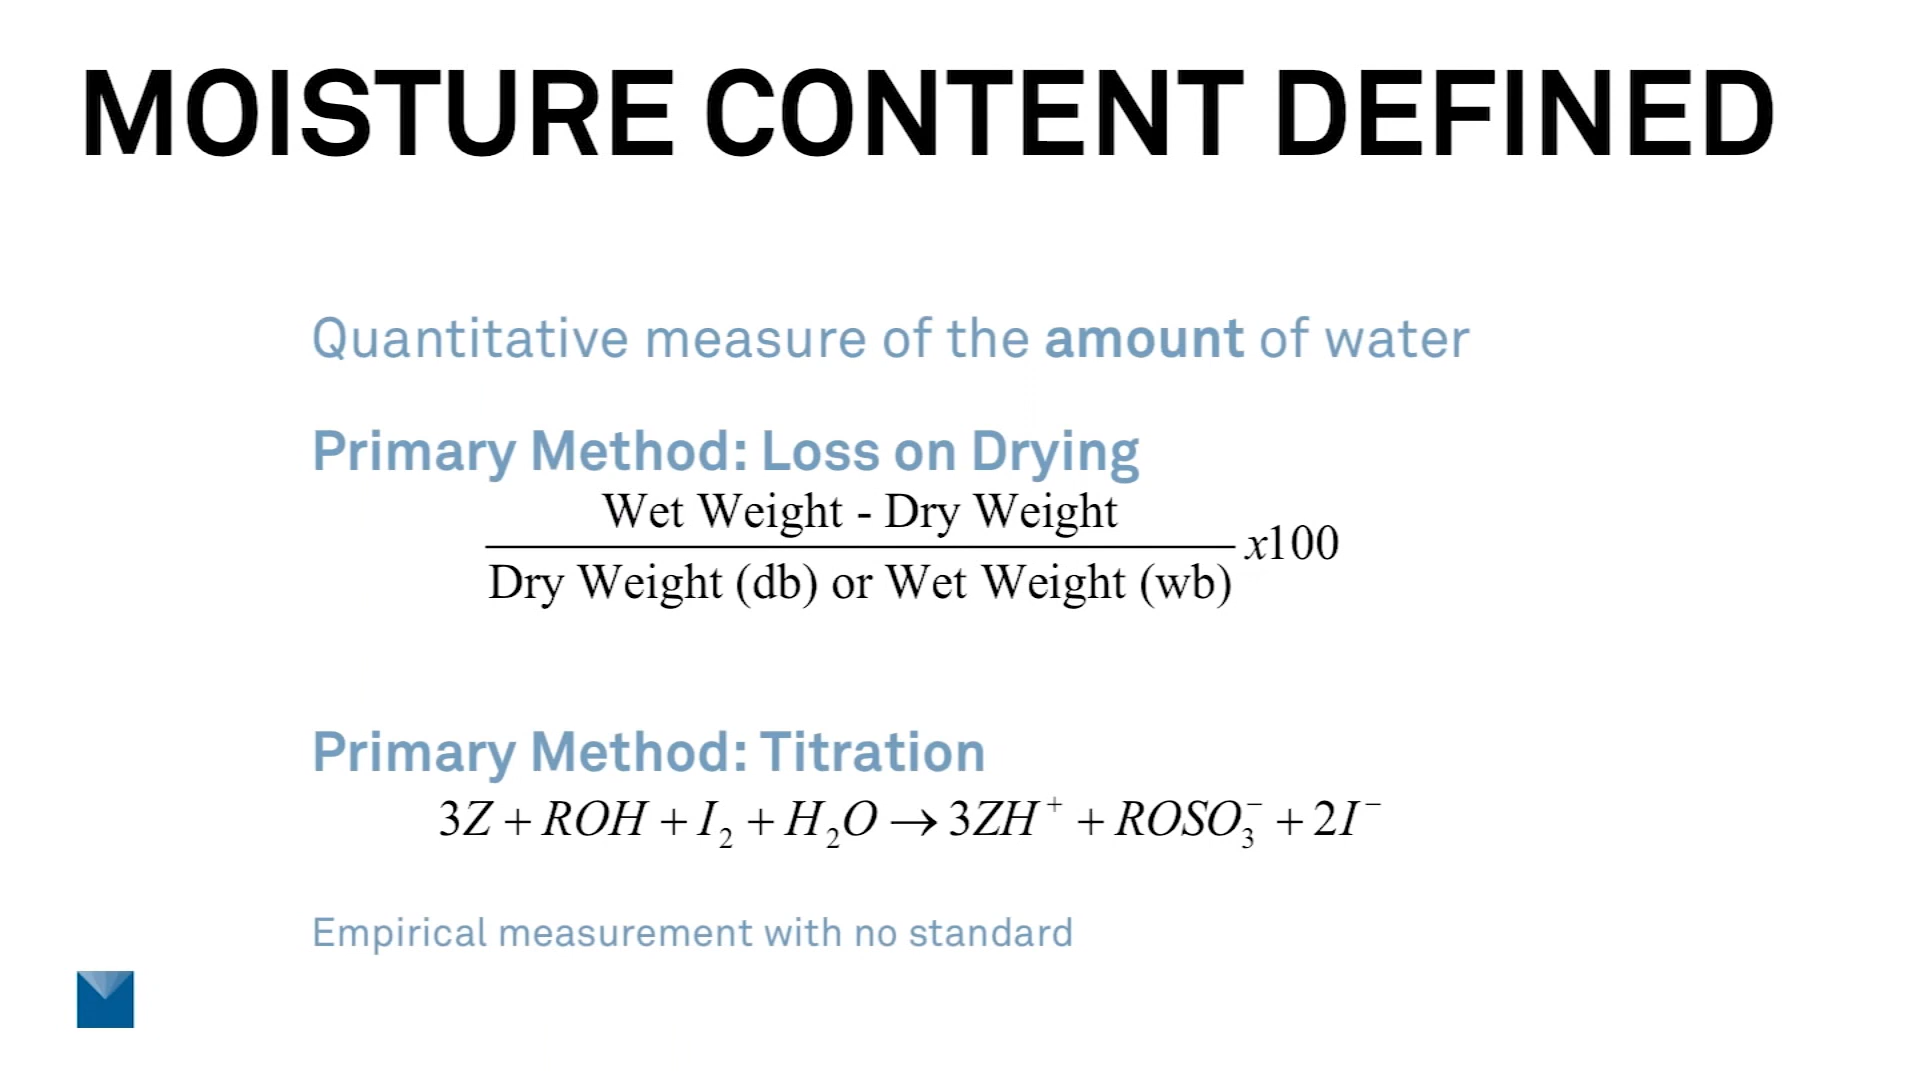 MOISTURE CONTENT DEFINED
Quantitative measure of the amount of water
Primary Method: Loss on Drying
Wet Weight - Dry Weight
x100
Dry Weight (db) or Wet Weight (wb)
Primary Method: Titration
3Z + ROH + I₂ + H₂O → 3ZH⁺ + ROSO₃⁻ + 2I⁻
Empirical measurement with no standard